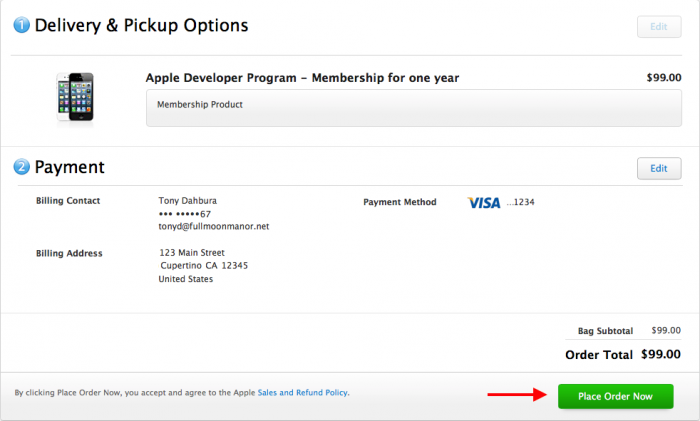 1 Delivery & Pickup Options
Edit
Apple Developer Program – Membership for one year $99.00
Membership Product
2 Payment
Edit
Billing Contact Tony Dahbura Payment Method VISA ...1234
••• •••••67
tonyd@fullmoonmanor.net
Billing Address 123 Main Street
Cupertino CA 12345
United States
Bag Subtotal $99.00
Order Total $99.00
By clicking Place Order Now, you accept and agree to the Apple Sales and Refund Policy.
Place Order Now